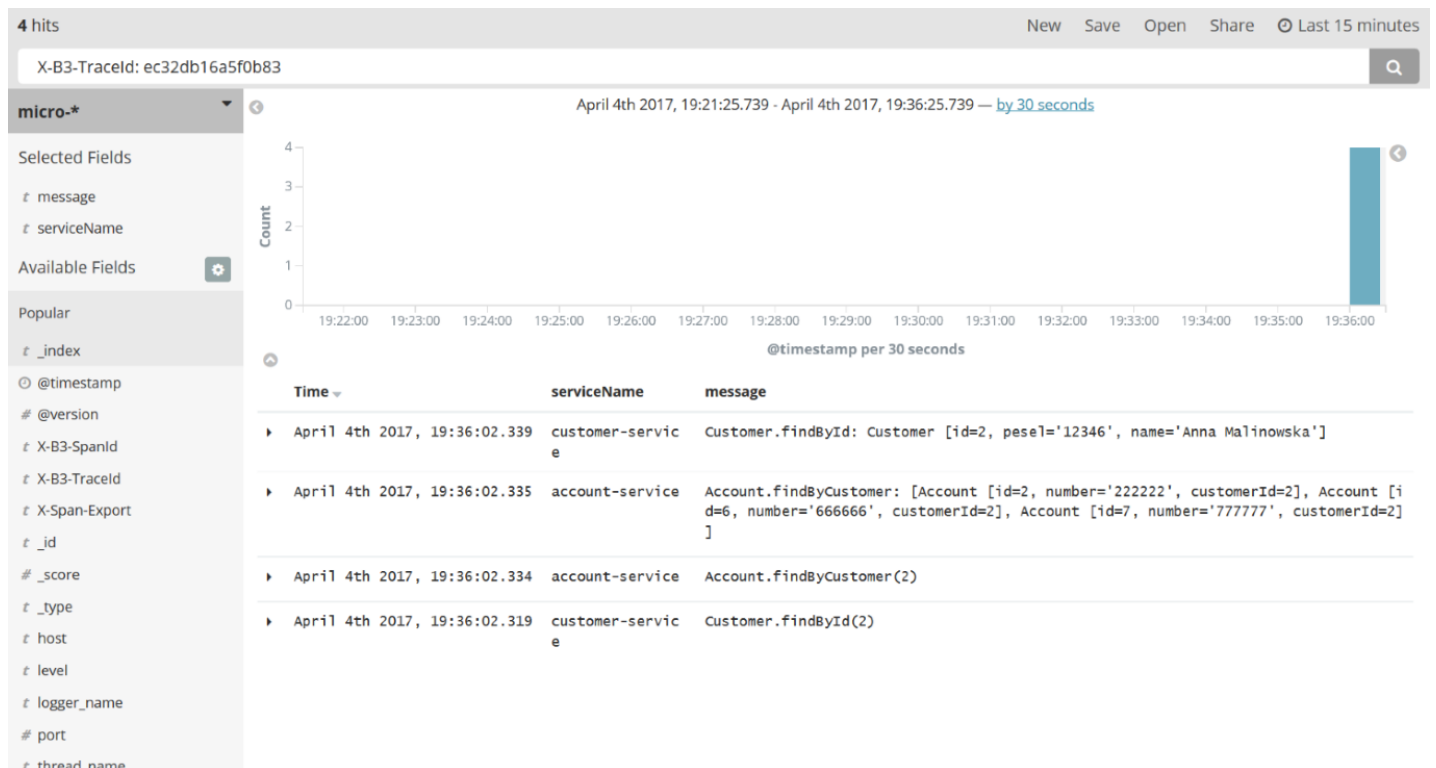 4 hits
New Save Open Share Last 15 minutes
X-B3-TraceId: ec32db16a5f0b83
micro-*
April 4th 2017, 19:21:25.739 - April 4th 2017, 19:36:25.739 — by 30 seconds
Selected Fields
t message
t serviceName
Available Fields
Popular
t _index
@timestamp
# @version
t X-B3-SpanId
t X-B3-TraceId
t X-Span-Export
t _id
# _score
t _type
t host
t level
t logger_name
# port
t thread_name
Count
4
3
2
1
0
19:22:00 19:23:00 19:24:00 19:25:00 19:26:00 19:27:00 19:28:00 19:29:00 19:30:00 19:31:00 19:32:00 19:33:00 19:34:00 19:35:00 19:36:00
@timestamp per 30 seconds
Time serviceName message
April 4th 2017, 19:36:02.339 customer-servic Customer.findById: Customer [id=2, pesel='12346', name='Anna Malinowska']
e
April 4th 2017, 19:36:02.335 account-service Account.findByCustomer: [Account [id=2, number='222222', customerId=2], Account [i
d=6, number='666666', customerId=2], Account [id=7, number='777777', customerId=2]
]
April 4th 2017, 19:36:02.334 account-service Account.findByCustomer(2)
April 4th 2017, 19:36:02.319 customer-servic Customer.findById(2)
e